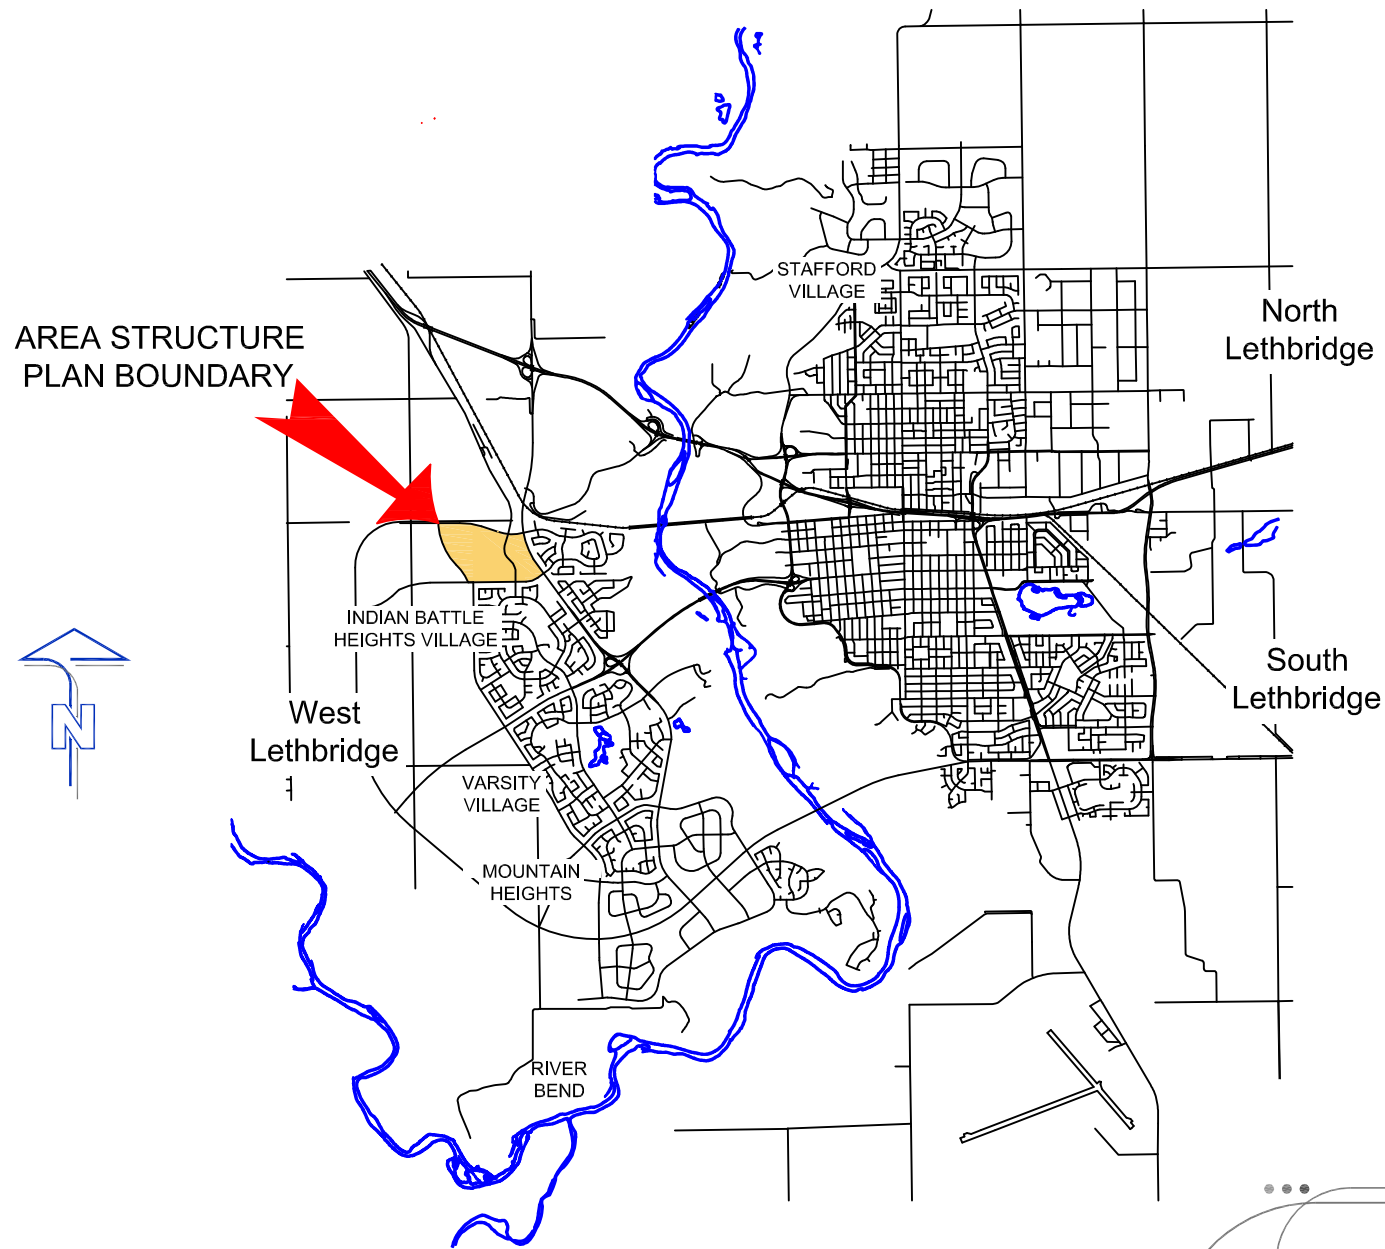 STAFFORD
VILLAGE
North
Lethbridge
AREA STRUCTURE
PLAN BOUNDARY
INDIAN BATTLE
HEIGHTS VILLAGE
South
Lethbridge
West
Lethbridge
N
VARSITY
VILLAGE
MOUNTAIN
HEIGHTS
RIVER
BEND